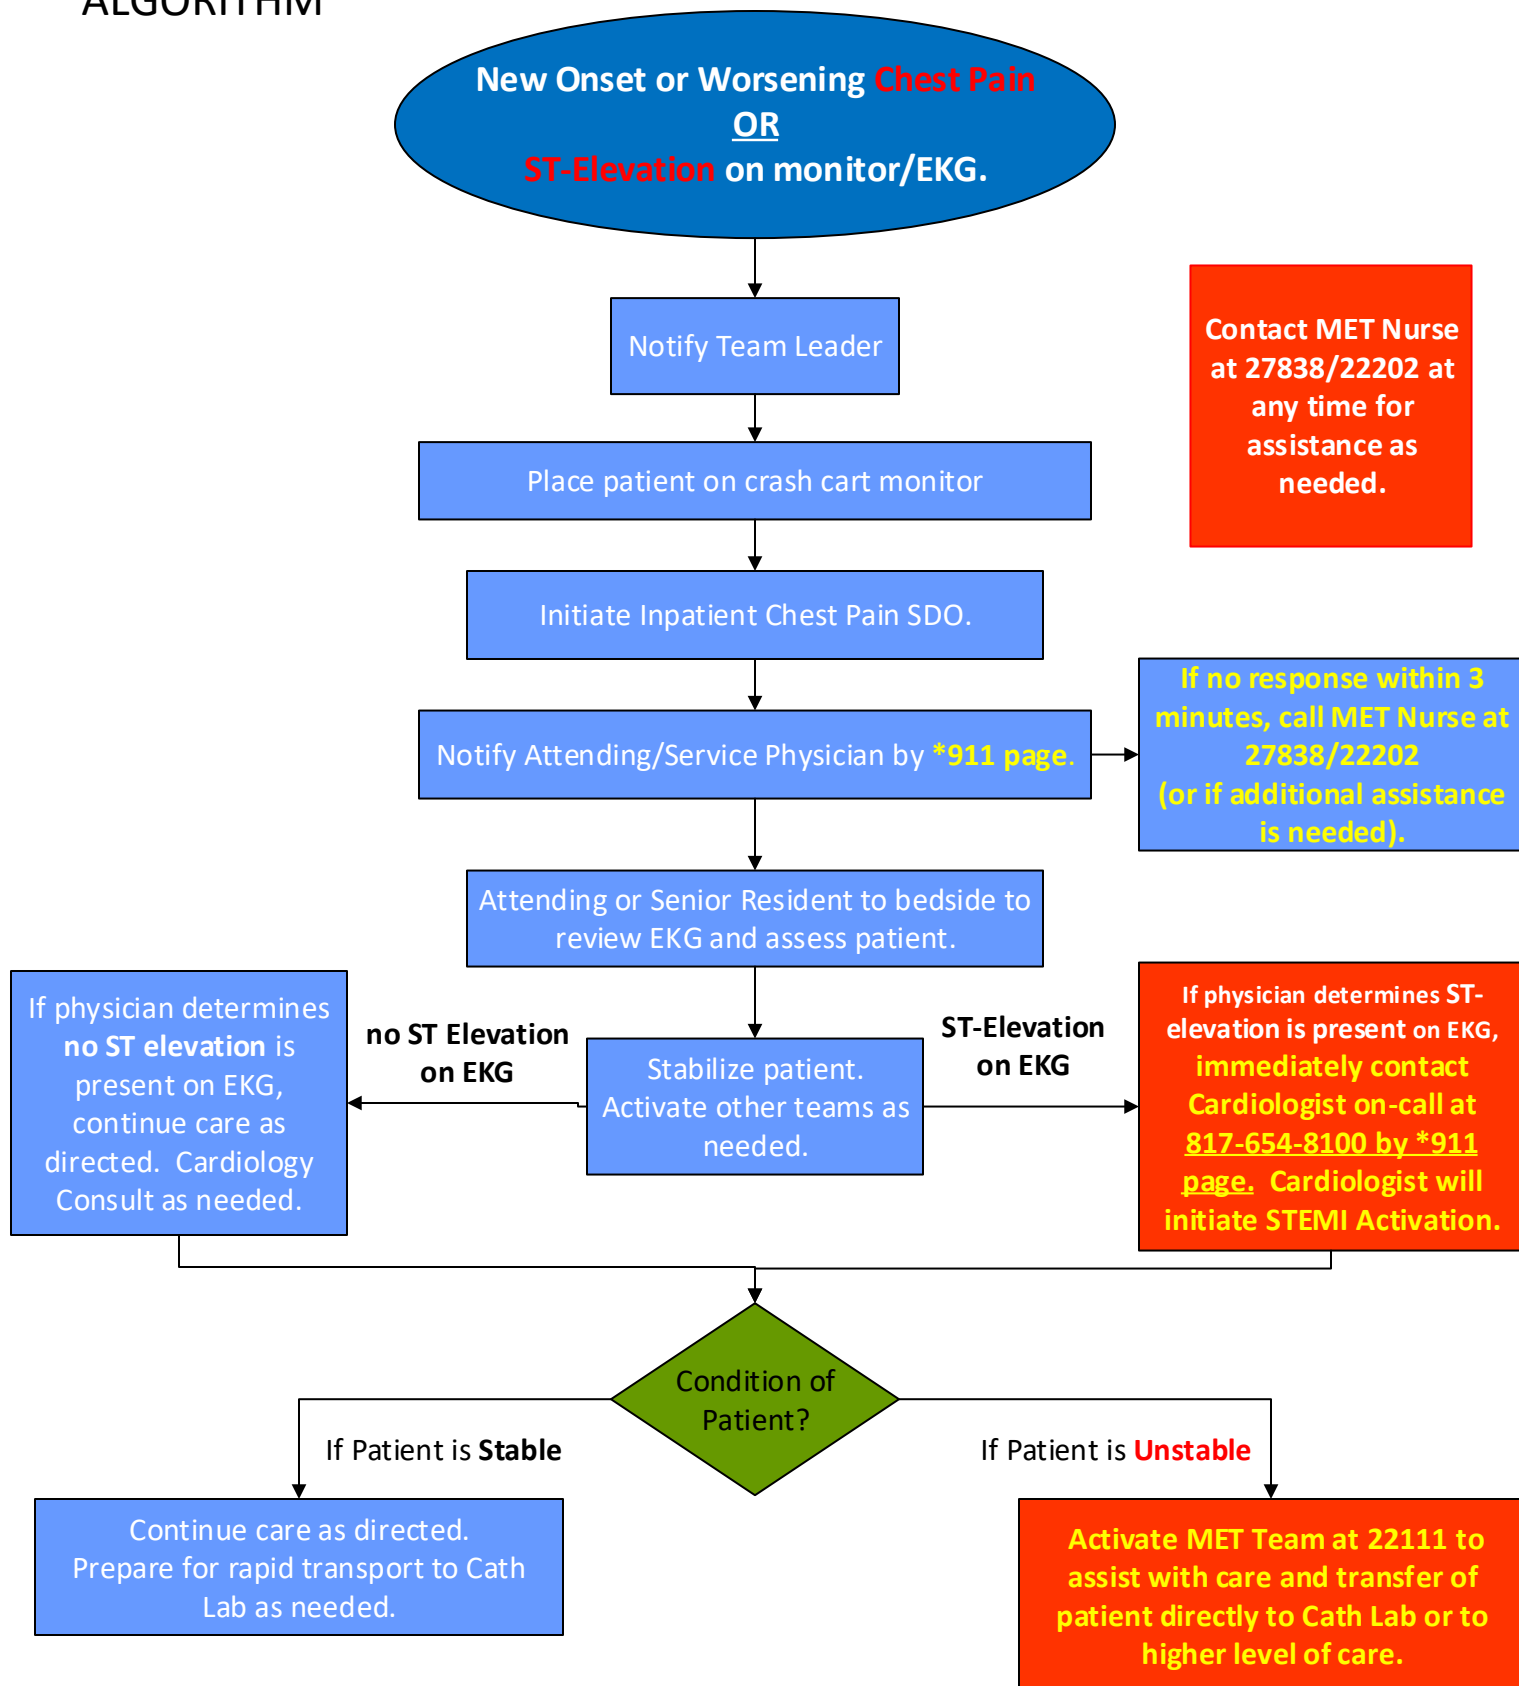 ALGORITHM
New Onset or Worsening Chest Pain
OR
ST-Elevation on monitor/EKG.
Notify Team Leader
Contact MET Nurse
at 27838/22202 at
any time for
assistance as
needed.
Place patient on crash cart monitor
Initiate Inpatient Chest Pain SDO.
Notify Attending/Service Physician by *911 page.
If no response within 3
minutes, call MET Nurse at
27838/22202
(or if additional assistance
is needed).
Attending or Senior Resident to bedside to
review EKG and assess patient.
If physician determines
no ST elevation is
present on EKG,
continue care as
directed.  Cardiology
Consult as needed.
no ST Elevation
on EKG
Stabilize patient.
Activate other teams as
needed.
ST-Elevation
on EKG
If physician determines ST-
elevation is present on EKG,
immediately contact
Cardiologist on-call at
817-654-8100 by *911
page.  Cardiologist will
initiate STEMI Activation.
Condition of
Patient?
If Patient is Stable
If Patient is Unstable
Continue care as directed.
Prepare for rapid transport to Cath
Lab as needed.
Activate MET Team at 22111 to
assist with care and transfer of
patient directly to Cath Lab or to
higher level of care.